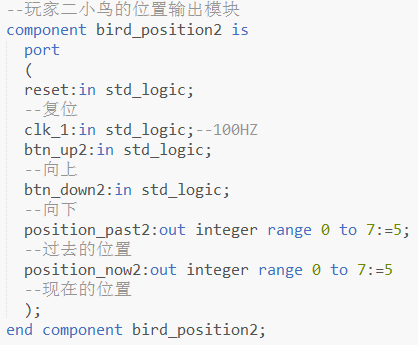 --玩家二小鸟的位置输出模块
component bird_position2 is
port
(
reset:in std_logic;
--复位
clk_1:in std_logic;--100HZ
btn_up2:in std_logic;
--向上
btn_down2:in std_logic;
--向下
position_past2:out integer range 0 to 7:=5;
--过去的位置
position_now2:out integer range 0 to 7:=5
--现在的位置
);
end component bird_position2;